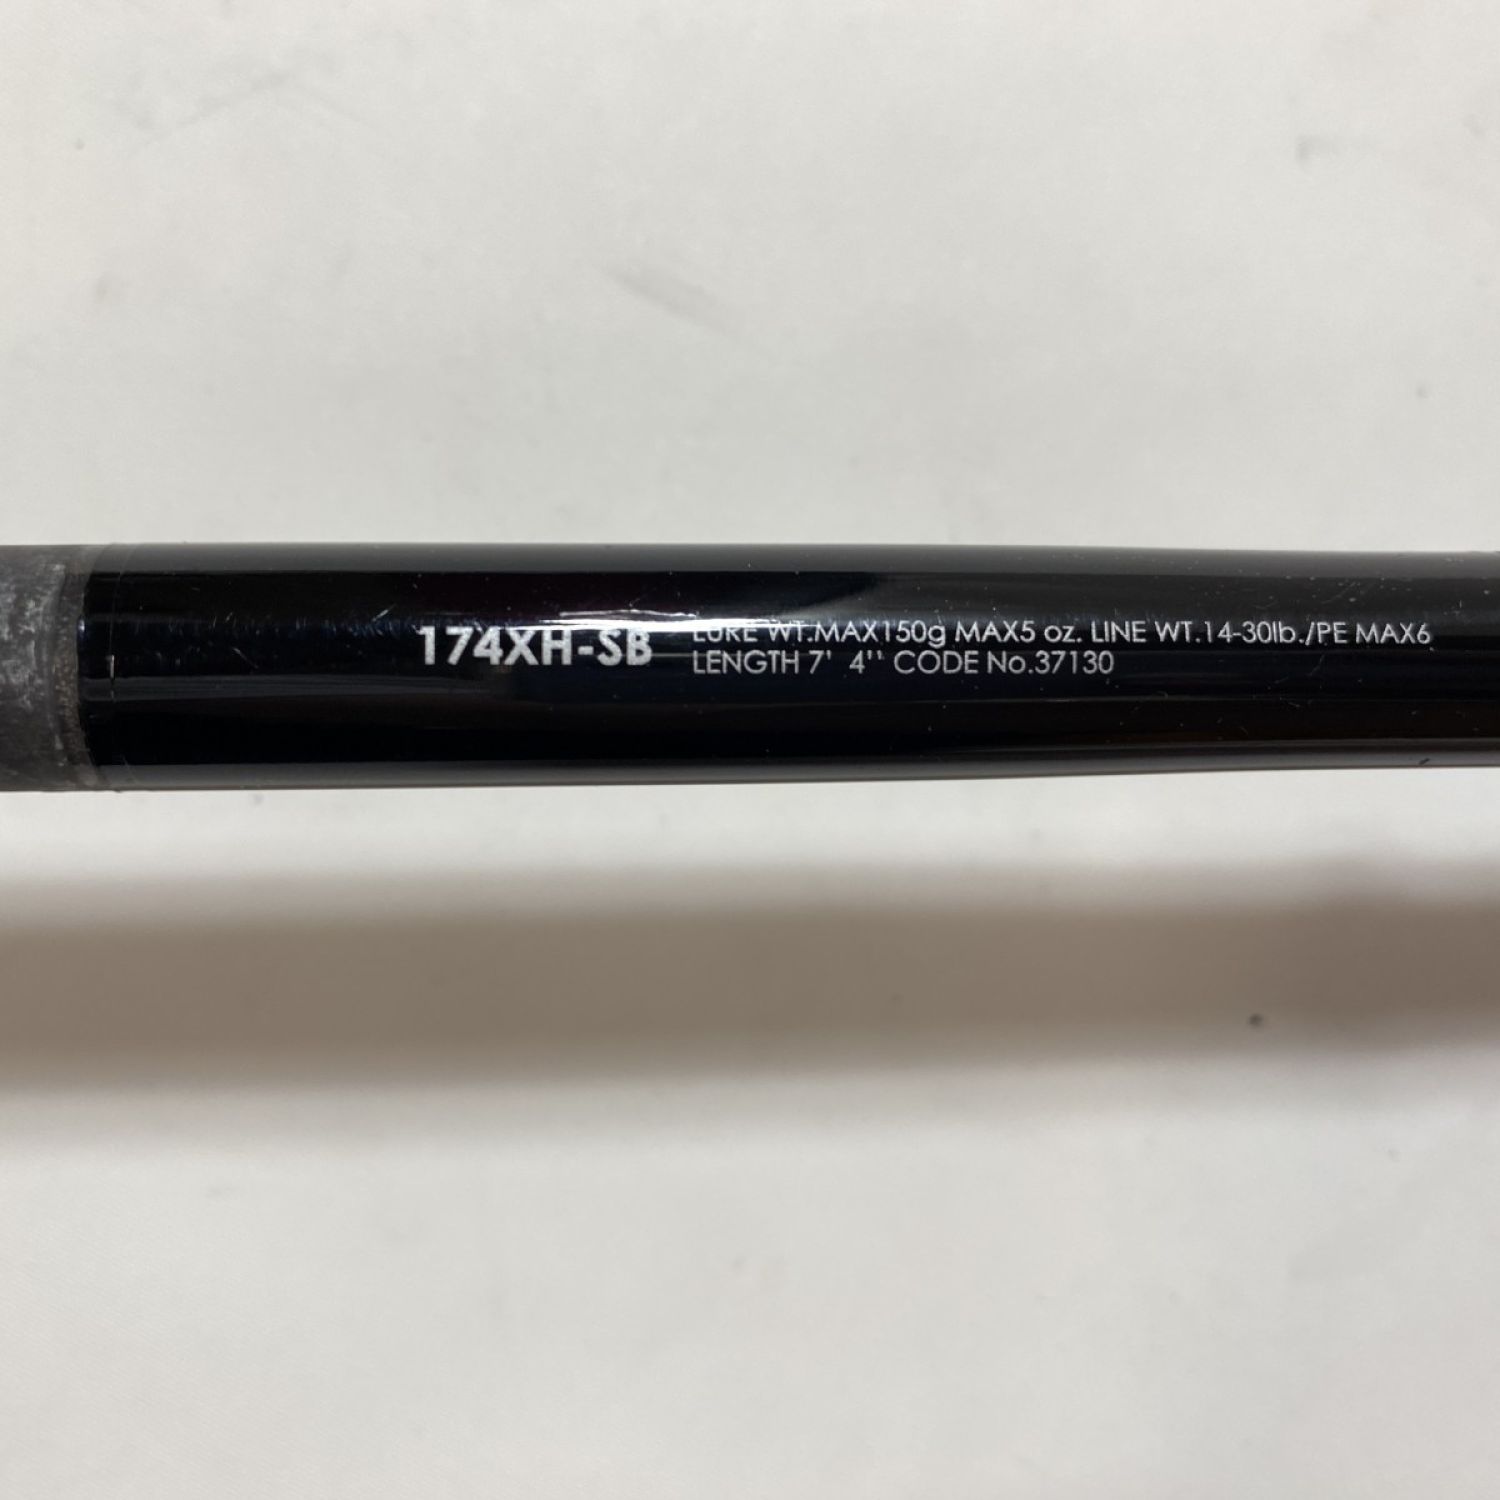 174XH-SB
LURE WT.MAX150g MAX5 oz. LINE WT.14-30lb./PE MAX6
LENGTH 7' 4'' CODE No.37130